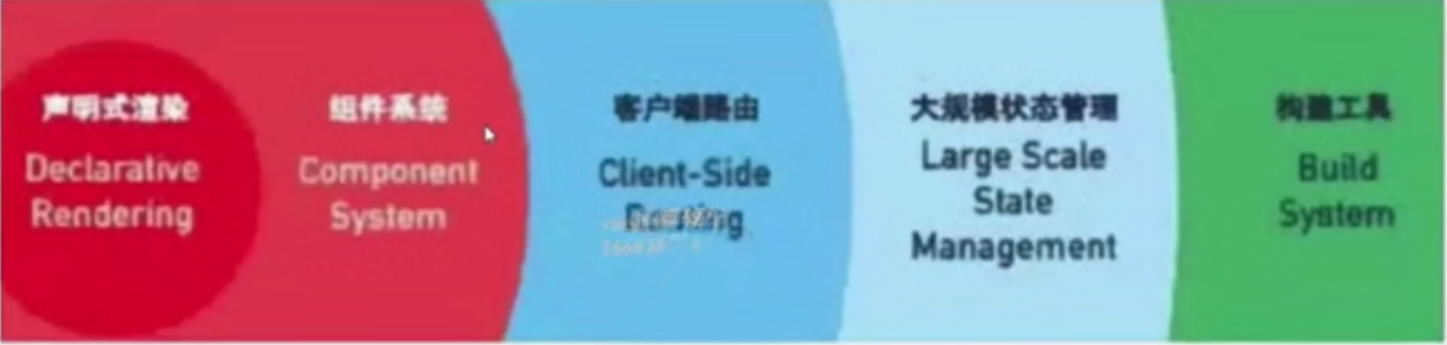 声明式渲染
Declarative
Rendering
组件系统
Component
System
客户端路由
Client-Side
大规模状态管理
Large Scale
State
Management
构建工具
Build
System